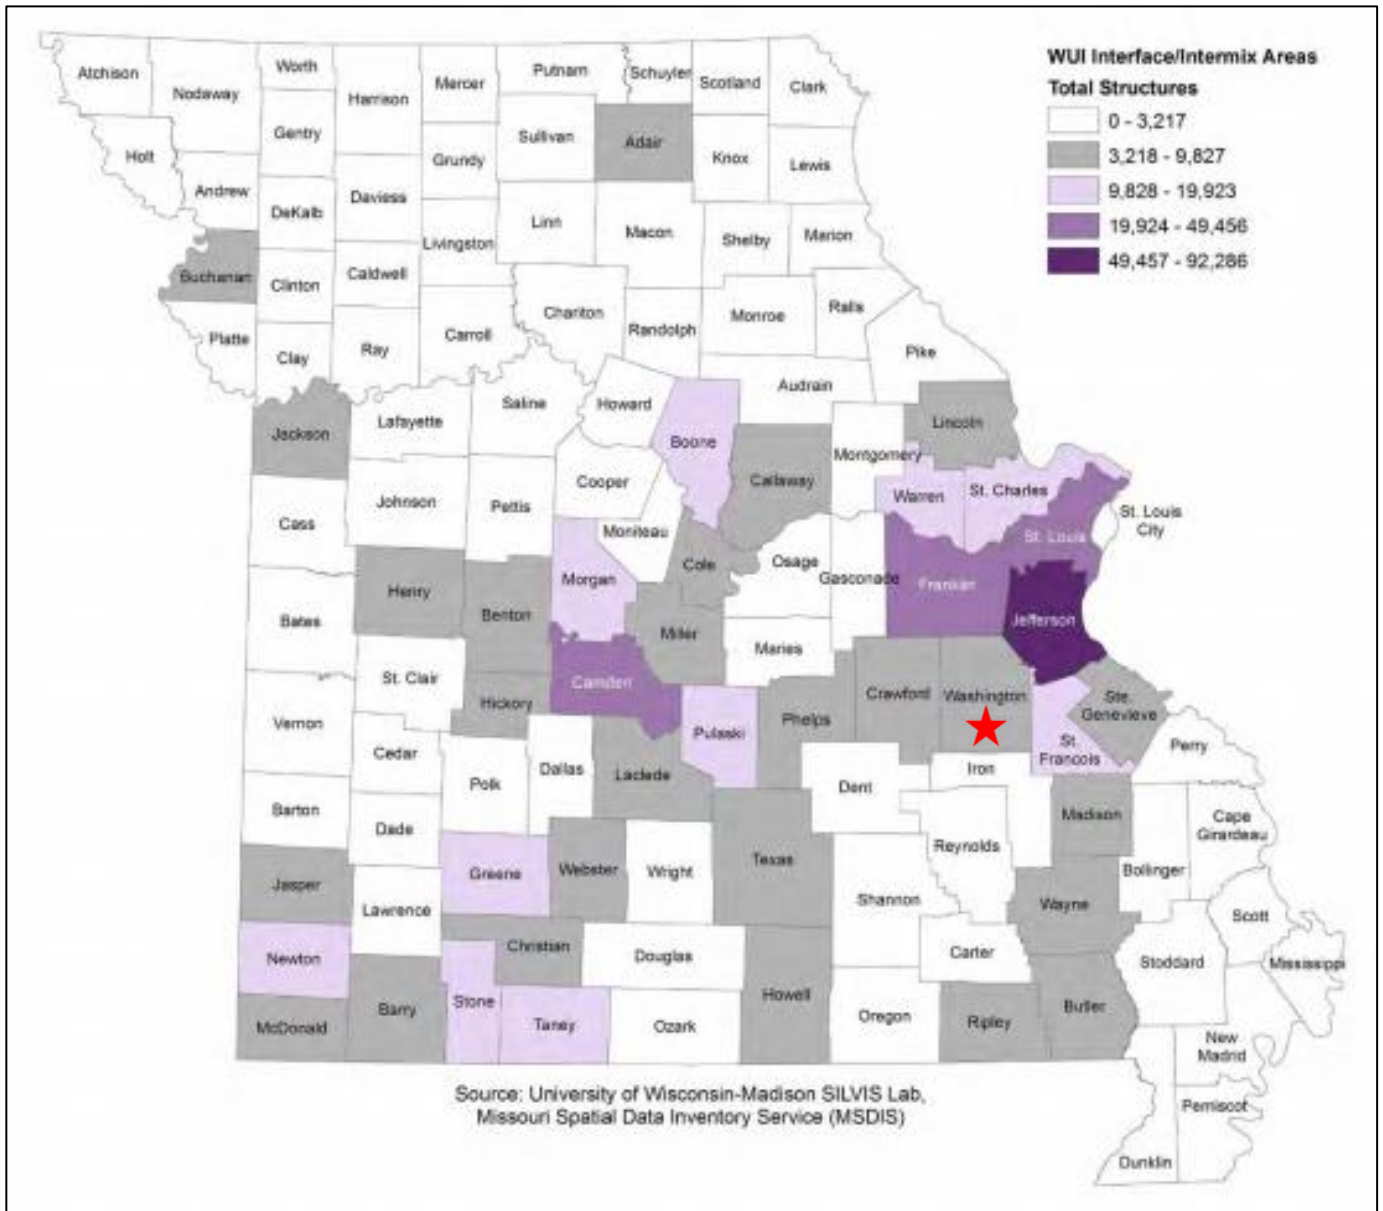 WUI Interface/Intermix Areas
Total Structures
0 - 3,217
3,218 - 9,827
9,828 - 19,923
19,924 - 49,456
49,457 - 92,286
Atchison
Nodaway
Worth
Harrison
Mercer
Putnam
Schuyler
Scotland
Clark
Gentry
Sullivan
Adair
Knox
Lewis
Holt
Andrew
DeKalb
Daviess
Grundy
Linn
Macon
Shelby
Marion
Livingston
Buchanan
Clinton
Caldwell
Chariton
Randolph
Monroe
Ralls
Platte
Clay
Ray
Carroll
Pike
Audrain
Jackson
Lafayette
Saline
Howard
Boone
Callaway
Montgomery
Lincoln
Warren
St. Charles
St. Louis
City
St. Louis
Cass
Johnson
Pettis
Cooper
Moniteau
Cole
Osage
Gasconade
Franklin
Jefferson
Bates
Henry
Benton
Morgan
Miller
Maries
St. Clair
Hickory
Camden
Pulaski
Phelps
Crawford
Washington
Ste.
Genevieve
St.
Francois
Perry
Vernon
Cedar
Polk
Dallas
Laclede
Dent
Iron
Madison
Cape
Girardeau
Barton
Dade
Greene
Webster
Wright
Texas
Shannon
Reynolds
Bollinger
Jasper
Lawrence
Christian
Douglas
Wayne
Scott
Carter
Stoddard
Mississippi
Newton
McDonald
Barry
Stone
Taney
Ozark
Howell
Oregon
Ripley
Butler
New
Madrid
Pemiscot
Dunklin
Source: University of Wisconsin-Madison SILVIS Lab,
Missouri Spatial Data Inventory Service (MSDIS)